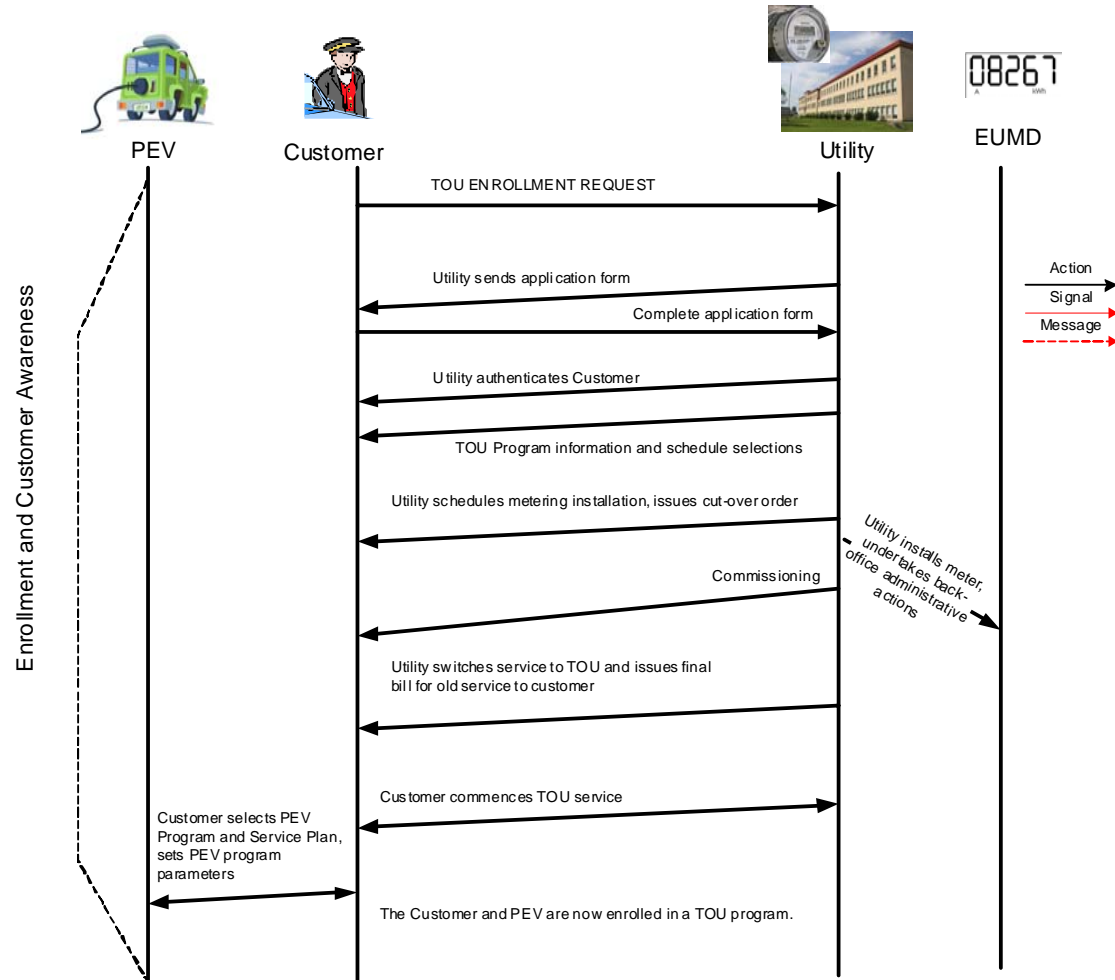 08267
A
kWh
PEV
Customer
Utility
EUMD
TOU ENROLLMENT REQUEST
Enrollment and Customer Awareness
Action
Signal
Message
Utility sends application form
Complete application form
Utility authenticates Customer
TOU Program information and schedule selections
Utility schedules metering installation, issues cut-over order
Utility installs meter,
undertakes back-
office administrative
actions
Commissioning
Utility switches service to TOU and issues final
bill for old service to customer
Customer commences TOU service
Customer selects PEV
Program and Service Plan,
sets PEV program
parameters
The Customer and PEV are now enrolled in a TOU program.